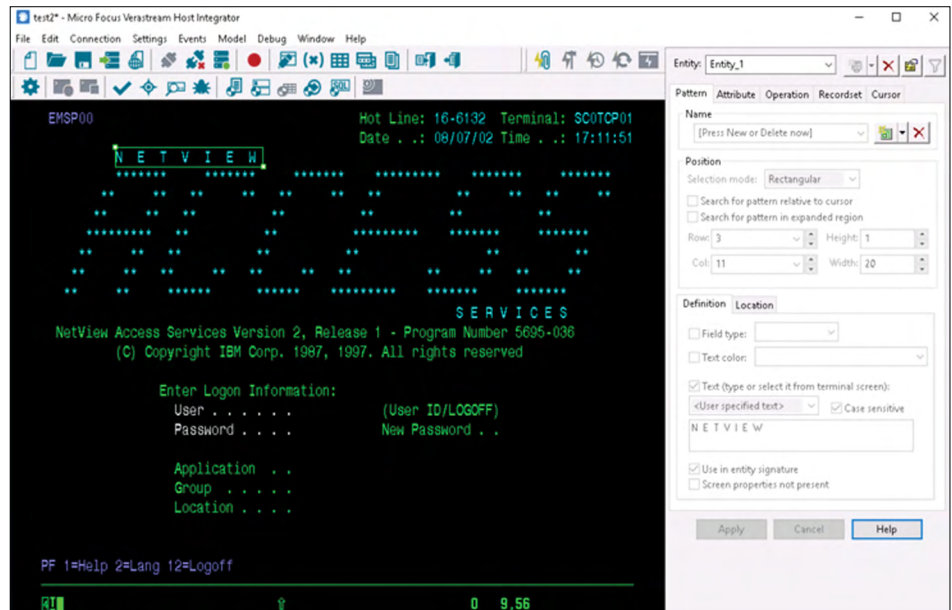 test2* - Micro Focus Verastream Host Integrator
File Edit Connection Settings Events Model Debug Window Help
Entity: Entity_1
Pattern Attribute Operation Recordset Cursor
Name
[Press New or Delete now]
Position
Selection mode: Rectangular
Search for pattern relative to cursor
Search for pattern in expanded region
Row: 3 Height: 1
Col: 11 Width: 20
Definition Location
Field type:
Text color:
Text (type or select it from terminal screen):
<User specified text> Case sensitive
N E T V I E W
Use in entity signature
Screen properties not present
Apply Cancel Help
EMSP00 Hot Line: 16-6132 Terminal: SC0TCP01
Date . .: 08/07/02 Time . .: 17:11:51
N E T V I E W
ACCESS
S E R V I C E S
NetView Access Services Version 2, Release 1 - Program Number 5695-036
(C) Copyright IBM Corp. 1987, 1997. All rights reserved
Enter Logon Information:
User . . . . . . (User ID/LOGOFF)
Password . . . . New Password . .
Application . .
Group . . . . .
Location . . . .
PF 1=Help 2=Lang 12=Logoff
0 9,56